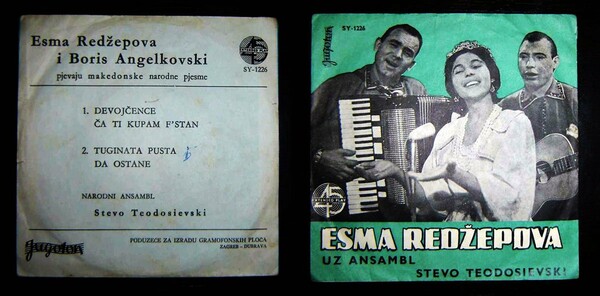 Esma Redžepova
i Boris Angelkovski
pjevaju makedonske narodne pjesme
45
SY-1226
1. DEVOJČENCE
ČA TI KUPAM F'STAN
2. TUGINATA PUSTA
DA OSTANE
NARODNI ANSAMBL
Stevo Teodosievski
Jugoton
PODUZEĆE ZA IZRADU GRAMOFONSKIH PLOČA
ZAGREB - DUBRAVA
Jugoton
SY-1226
45
EXTENDED PLAY
ESMA REDŽEPOVA
UZ ANSAMBL
STEVO TEODOSIEVSKI